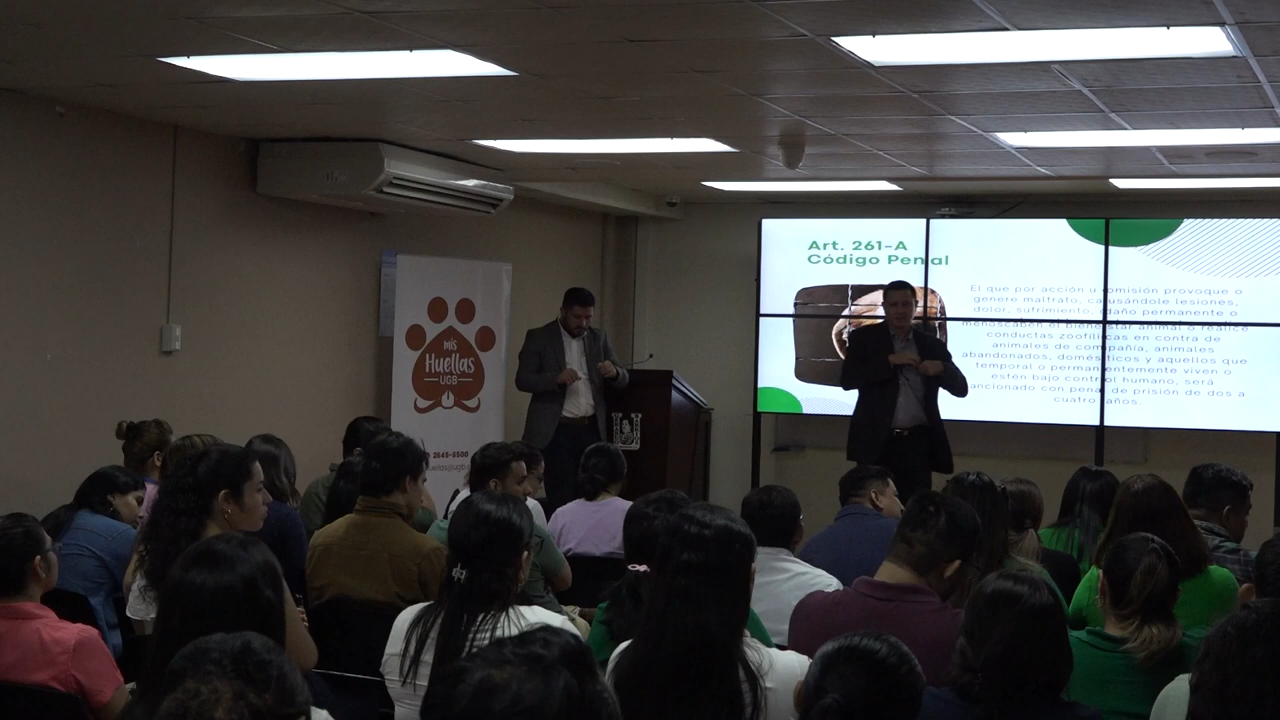 mis
Huellas
UGB
2645-6500
Art. 261-A
Código Penal
El que por acción u omisión provoque o
genere maltrato, causándole lesiones,
dolor, sufrimiento, daño permanente o
menoscaben el bienestar animal o realice
conductas zoofílicas en contra de
animales de compañía, animales
abandonados, domésticos y aquellos que
temporal o permanentemente viven o
estén bajo control humano, será
sancionado con pena de prisión de dos a
cuatro años.